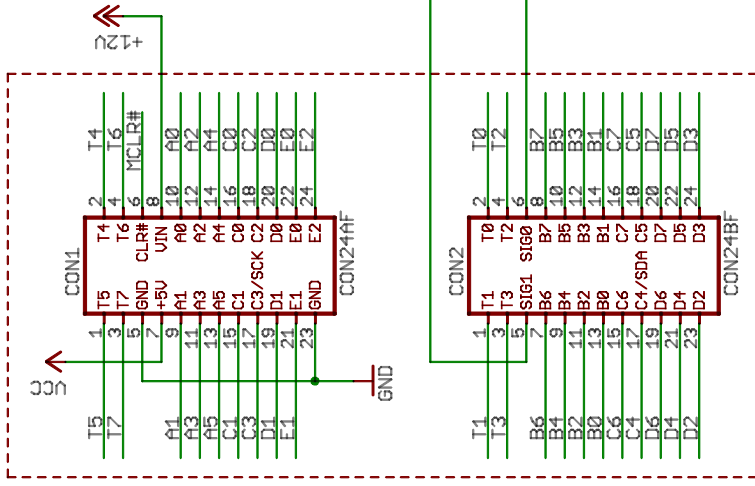 +12V
T4 T6 MCLR# A0 A2 A4 C0 C2 D0 E0 E2
2 4 6 8 10 12 14 16 18 20 22 24
CON1
T4 T6 CLR# VIN A0 A2 A4 C0 C2 D0 E0 E2
T5 T7 GND +5V A1 A3 A5 C1 C3/SCK D1 E1 GND
CON24AF
1 3 5 7 9 11 13 15 17 19 21 23
VCC
GND
T5 T7 A1 A3 A5 C1 C3 D1 E1
T0 T2 B7 B5 B3 B1 C7 C5 D7 D5 D3
2 4 6 8 10 12 14 16 18 20 22 24
CON2
T0 T2 SIG0 B7 B5 B3 B1 C7 C5 D7 D5 D3
T1 T3 SIG1 B6 B4 B2 B0 C6 C4/SDA D6 D4 D2
CON24BF
1 3 5 7 9 11 13 15 17 19 21 23
T1 T3 B6 B4 B2 B0 C6 C4 D6 D4 D2